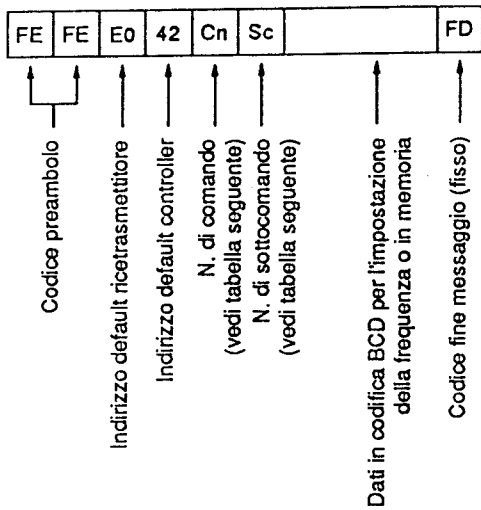 FE FE E0 42 Cn Sc FD
Codice preambolo
Indirizzo default ricetrasmettitore
Indirizzo default controller
N. di comando
(vedi tabella seguente)
N. di sottocomando
(vedi tabella seguente)
Dati in codifica BCD per l'impostazione
della frequenza o in memoria
Codice fine messaggio (fisso)